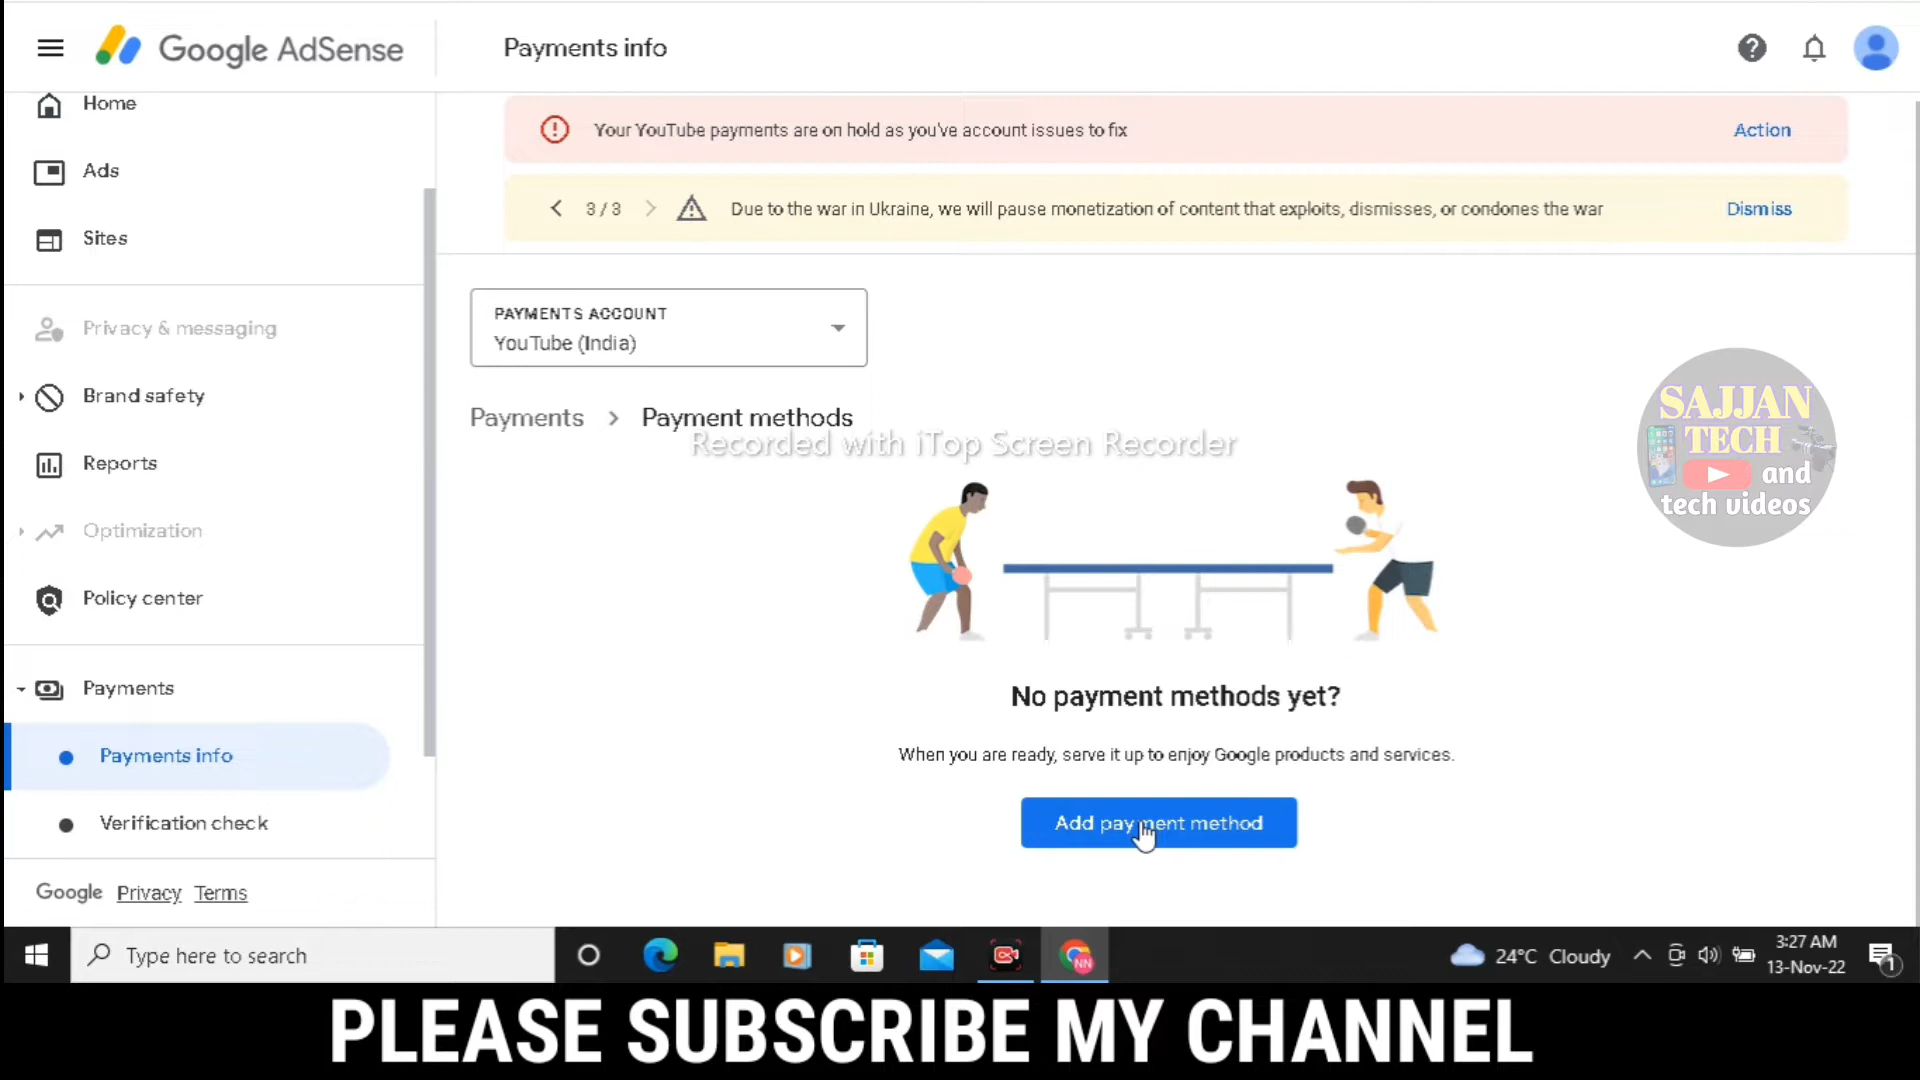 Google AdSense
Payments info
Home
Ads
Sites
Privacy & messaging
Brand safety
Reports
Optimization
Policy center
Payments
Payments info
Verification check
Google Privacy Terms
Your YouTube payments are on hold as you've account issues to fix
Action
3/3
Due to the war in Ukraine, we will pause monetization of content that exploits, dismisses, or condones the war
Dismiss
PAYMENTS ACCOUNT
YouTube (India)
Payments > Payment methods
Recorded with iTop Screen Recorder
SAJJAN
TECH
and
tech videos
No payment methods yet?
When you are ready, serve it up to enjoy Google products and services.
Add payment method
Type here to search
NN
24°C Cloudy
3:27 AM
13-Nov-22
1
PLEASE SUBSCRIBE MY CHANNEL